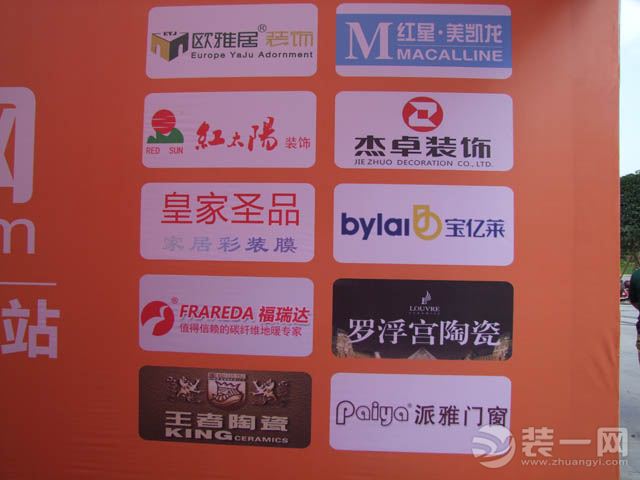 EYJ
欧雅居®装饰
Europe YaJu Adornment
M 红星·美凯龙
MACALLINE
RED SUN
紅太陽 装饰
杰卓装饰
JIE ZHUO DECORATION CO., LTD.
网
m
站
皇家圣品
家居彩装膜
bylai 宝亿莱
® FRAREDA 福瑞达
值得信赖的碳纤维地暖专家
LOUVRE
罗浮宫陶瓷
王者陶瓷
KING CERAMICS
Paiya® 派雅门窗
装一网
www.zhuangyi.com